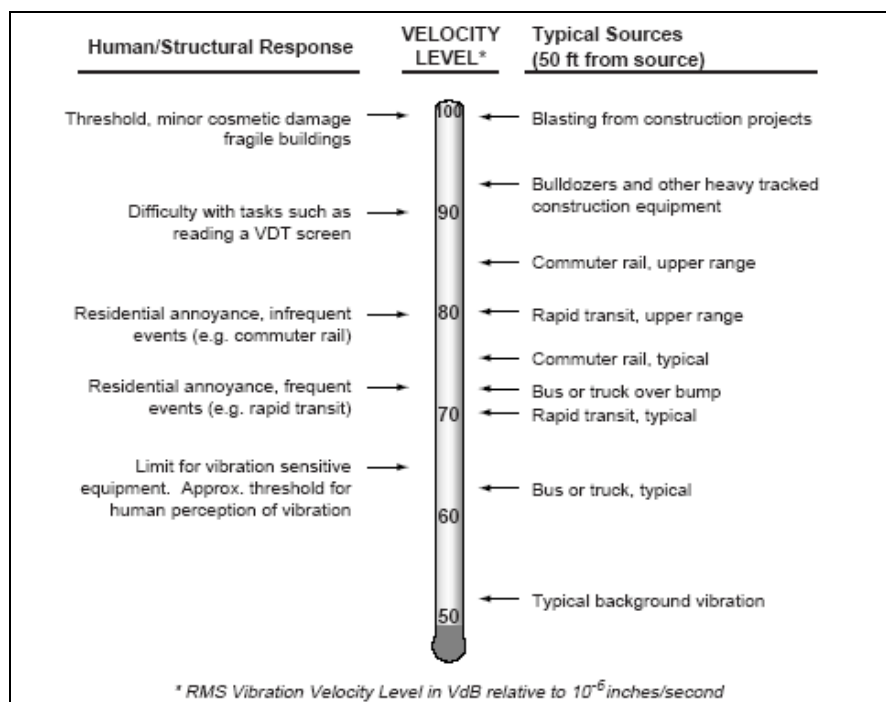 Human/Structural Response
VELOCITY
LEVEL*
Typical Sources
(50 ft from source)
Threshold, minor cosmetic damage
fragile buildings
100
Blasting from construction projects
Bulldozers and other heavy tracked
construction equipment
Difficulty with tasks such as
reading a VDT screen
90
Commuter rail, upper range
Residential annoyance, infrequent
events (e.g. commuter rail)
80
Rapid transit, upper range
Commuter rail, typical
Residential annoyance, frequent
events (e.g. rapid transit)
Bus or truck over bump
70
Rapid transit, typical
Limit for vibration sensitive
equipment. Approx. threshold for
human perception of vibration
Bus or truck, typical
60
Typical background vibration
50
* RMS Vibration Velocity Level in VdB relative to 10-6 inches/second